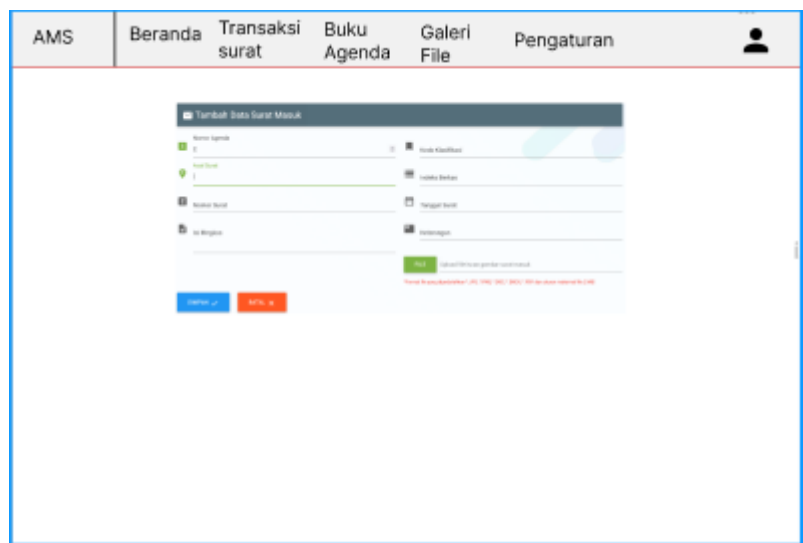 AMS
Beranda
Transaksi
surat
Buku
Agenda
Galeri
File
Pengaturan
Tambah Data Surat Masuk
Nomor Agenda
Kode Klasifikasi
Asal Surat
Indeks Berkas
Nomor Surat
Tanggal Surat
Isi Ringkas
Keterangan
FILE
SIMPAN
BATAL